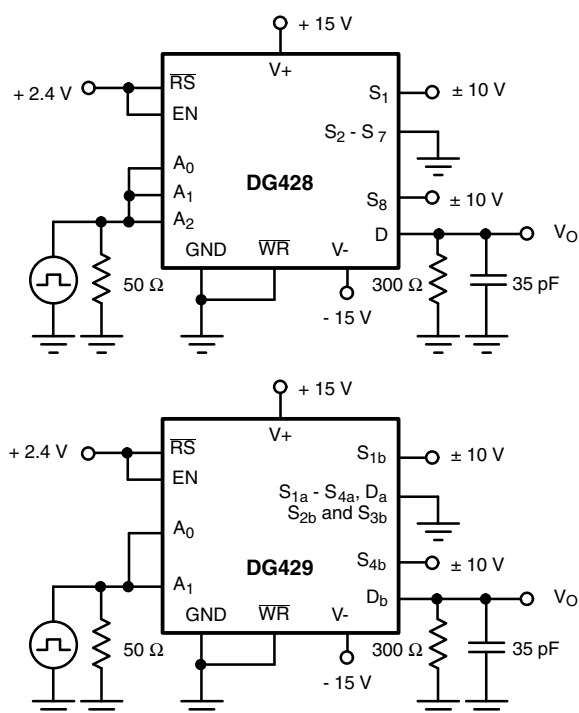 + 15 V
V+
+ 2.4 V
RS
EN
S1
± 10 V
S2 - S7
A0
A1
A2
DG428
S8
± 10 V
D
VO
GND
WR
V-
50 Ω
300 Ω
35 pF
- 15 V
+ 15 V
V+
+2.4 V
RS
EN
S1b
± 10 V
S1a - S4a, Da
S2b and S3b
A0
A1
DG429
S4b
± 10 V
Db
VO
GND
WR
V-
50 Ω
300 Ω
35 pF
- 15 V